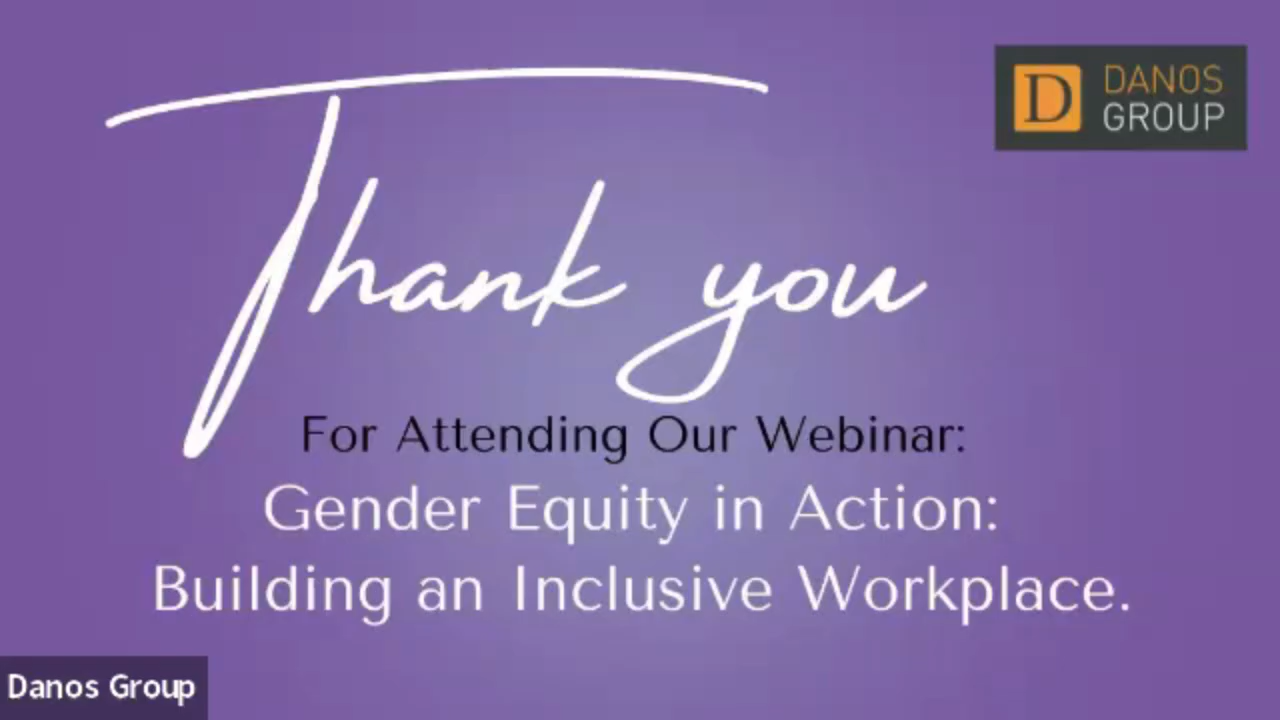 D DANOS
GROUP
Thank you
For Attending Our Webinar:
Gender Equity in Action:
Building an Inclusive Workplace.
Danos Group